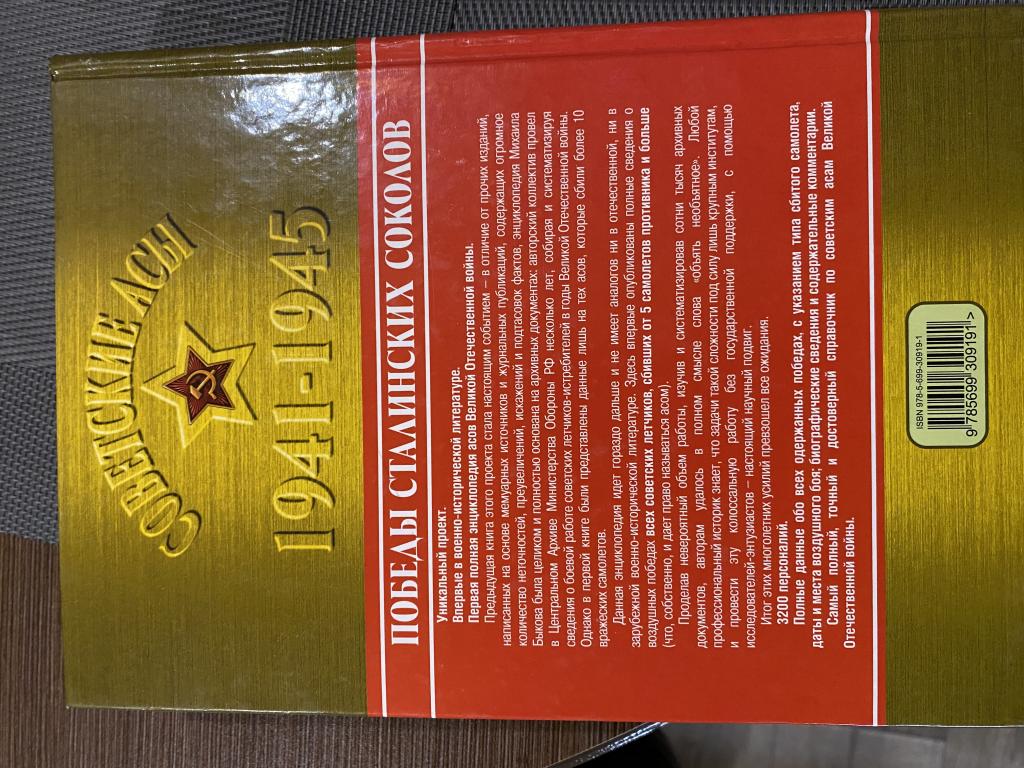 СОВЕТСКИЕ АСЫ
1941-1945
ПОБЕДЫ СТАЛИНСКИХ СОКОЛОВ
Уникальный проект.
Впервые в военно-исторической литературе.
Первая полная энциклопедия асов Великой Отечественной войны.
Предыдущая книга этого проекта стала настоящим событием – в отличие от прочих изданий,
написанных на основе мемуарных источников и журнальных публикаций, содержащих огромное
количество неточностей, преувеличений, искажений и подтасовок фактов, энциклопедия Михаила
Быкова была целиком и полностью основана на архивных документах: авторский коллектив провел
в Центральном Архиве Министерства Обороны РФ несколько лет, собирая и систематизируя
сведения о боевой работе советских летчиков-истребителей в годы Великой Отечественной войны.
Однако в первой книге были представлены данные лишь на тех асов, которые сбили более 10
вражеских самолетов.
Данная энциклопедия идет гораздо дальше и не имеет аналогов ни в отечественной, ни в
зарубежной военно-исторической литературе. Здесь впервые опубликованы полные сведения о
воздушных победах всех советских летчиков, сбивших от 5 самолетов противника и больше
(что, собственно, и дает право называться асом).
Проделав невероятный объем работы, изучив и систематизировав сотни тысяч архивных
документов, авторам удалось в полном смысле слова «объять необъятное». Любой
профессиональный историк знает, что задачи такой сложности под силу лишь крупным институтам,
и провести эту колоссальную работу без государственной поддержки, с помощью
исследователей-энтузиастов – настоящий научный подвиг.
Итог этих многолетних усилий превзошел все ожидания.
3200 персоналий.
Полные данные обо всех одержанных победах, с указанием типа сбитого самолета,
даты и места воздушного боя; биографические сведения и содержательные комментарии.
Самый полный, точный и достоверный справочник по советским асам Великой
Отечественной войны.
ISBN 978-5-699-30919-1
9 785699 309191 >